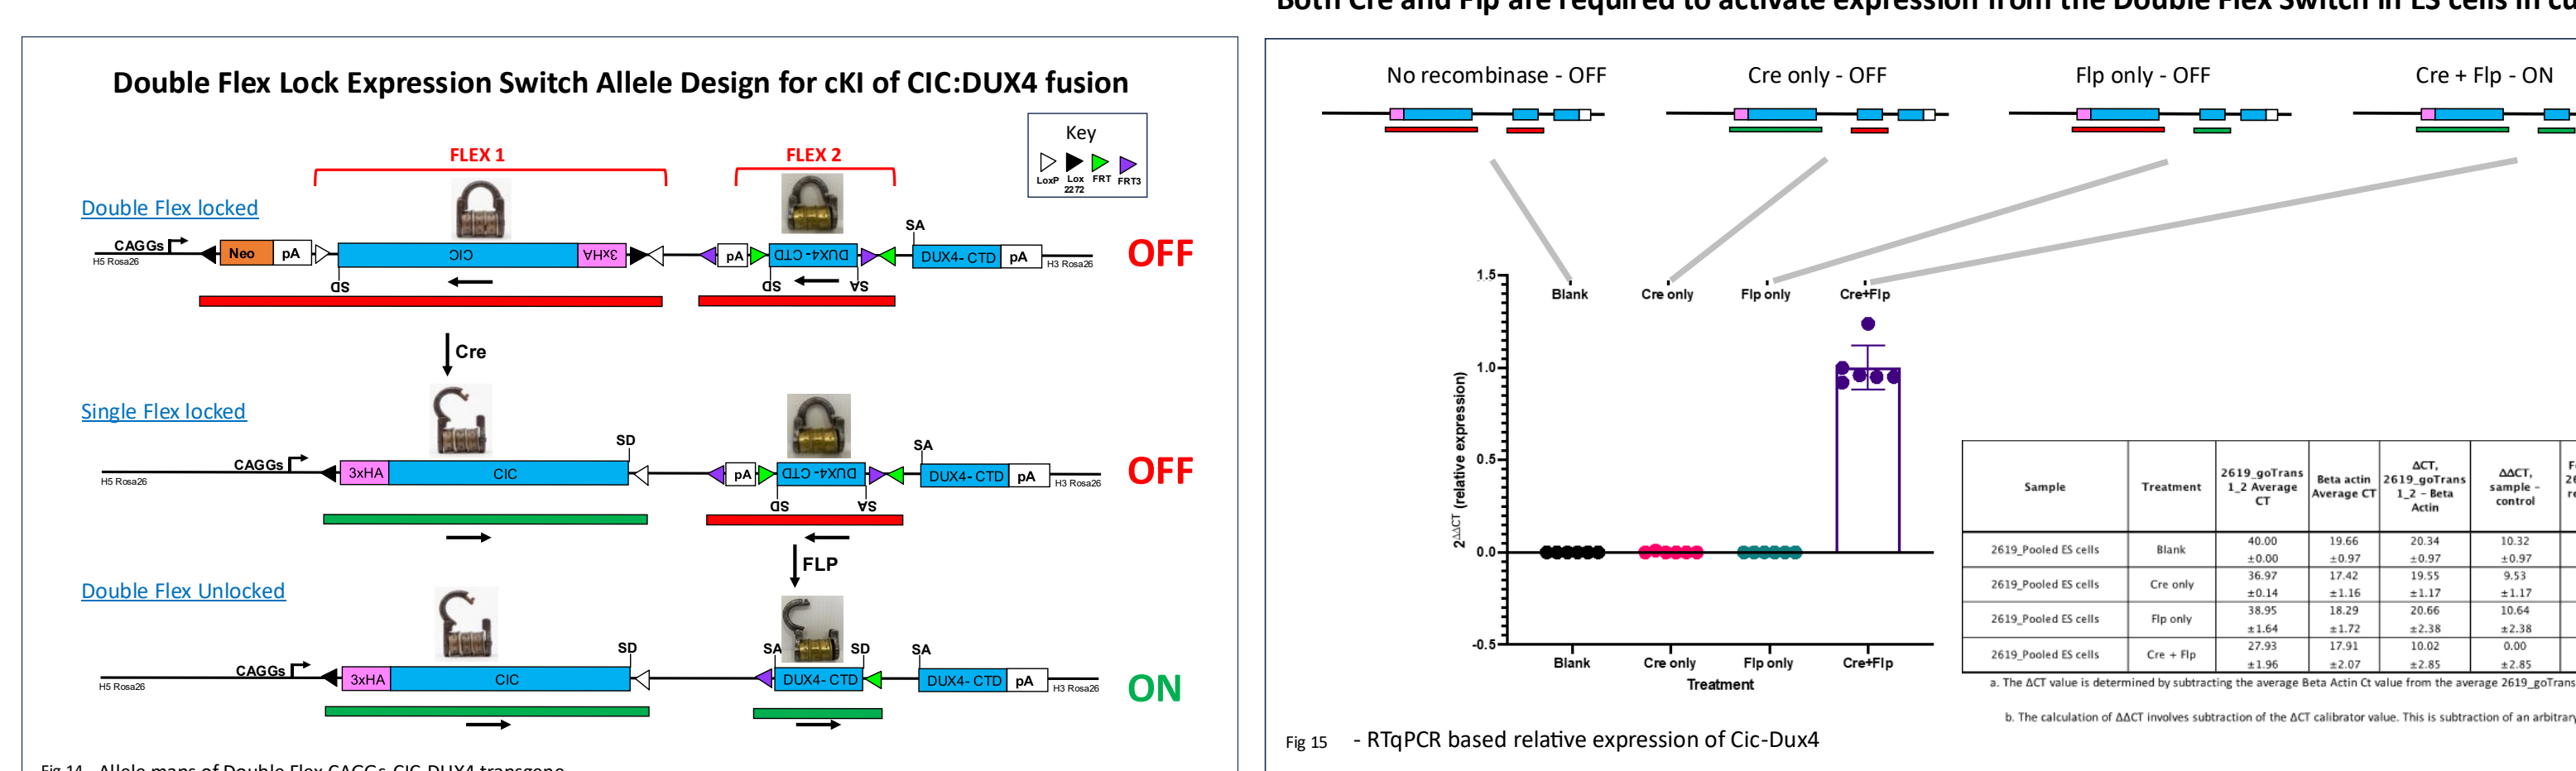 Both Cre and Flp are required to activate expression from the Double Flex Switch in ES cells in
Double Flex Lock Expression Switch Allele Design for cKI of CIC:DUX4 fusion
Key
LoxP Lox 2272 FRT FRT3
FLEX 1
FLEX 2
Double Flex locked
CAGGs
H5 Rosa26
Neo
pA
CIC
3xHA
SD
pA
DUX4-CTD
SD
SA
SA
DUX4- CTD
pA
H3 Rosa26
OFF
Cre
Single Flex locked
CAGGs
H5 Rosa26
3xHA
CIC
SD
pA
DUX4-CTD
SD
SA
SA
DUX4- CTD
pA
H3 Rosa26
OFF
FLP
Double Flex Unlocked
CAGGs
H5 Rosa26
3xHA
CIC
SD
SA
SD
DUX4- CTD
SA
DUX4- CTD
pA
H3 Rosa26
ON
Fig 14 Allele maps of Double Flex CAGGs-CIC-DUX4 transgene
No recombinase - OFF
Cre only - OFF
Flp only - OFF
Cre + Flp - ON
1.5
1.0
0.5
0.0
-0.5
2ΔΔCT (relative expression)
Blank Cre only Flp only Cre+Flp
Blank Cre only Flp only Cre+Flp
Treatment
Sample Treatment 2619_goTrans 1_2 Average CT Beta actin Average CT ΔCT, 2619_goTrans 1_2 – Beta Actin ΔΔCT, sample – control
2619_Pooled ES cells Blank 40.00 ±0.00 19.66 ±0.97 20.34 ±0.97 10.32 ±0.97
2619_Pooled ES cells Cre only 36.97 ±0.14 17.42 ±1.16 19.55 ±1.17 9.53 ±1.17
2619_Pooled ES cells Flp only 38.95 ±1.64 18.29 ±1.72 20.66 ±2.38 10.64 ±2.38
2619_Pooled ES cells Cre + Flp 27.93 ±1.96 17.91 ±2.07 10.02 ±2.85 0.00 ±2.85
a. The ΔCT value is determined by subtracting the average Beta Actin Ct value from the average 2619_goTrans
b. The calculation of ΔΔCT involves subtraction of the ΔCT calibrator value. This is subtraction of an arbitrary
Fig 15 - RTqPCR based relative expression of Cic-Dux4